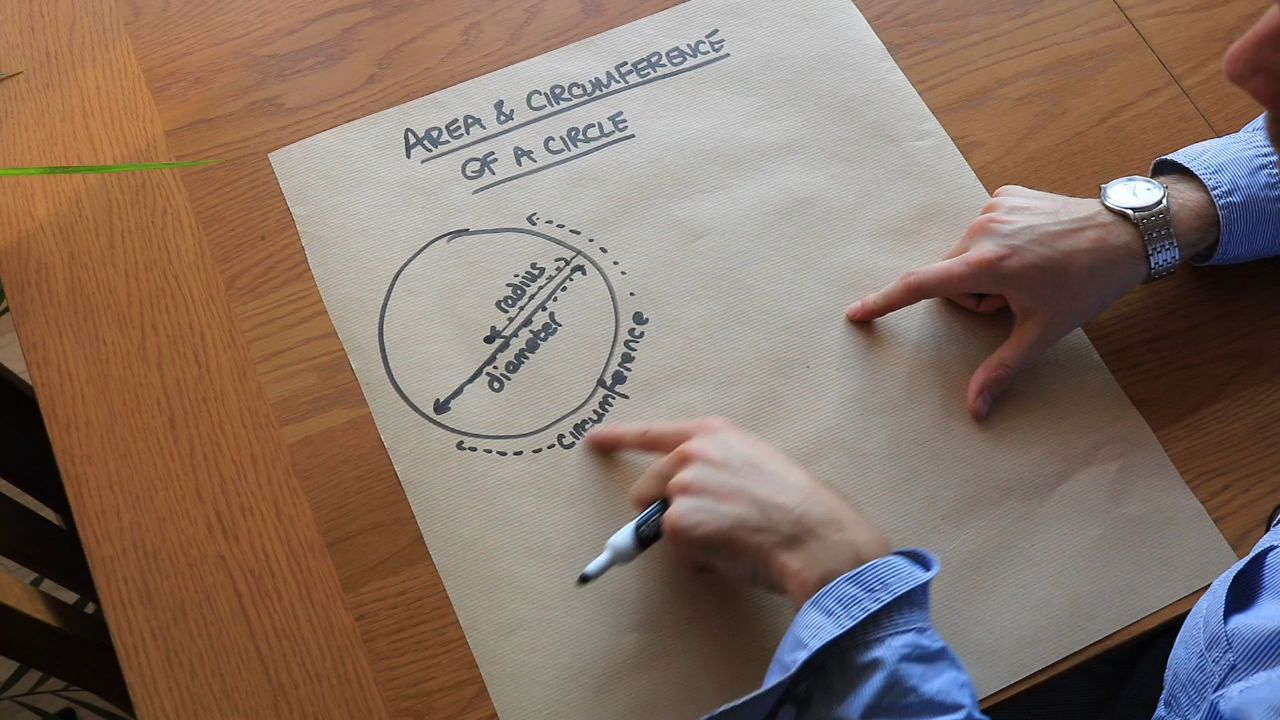 AREA & CIRCUMFERENCE
OF A CIRCLE
radius
diameter
Circumference